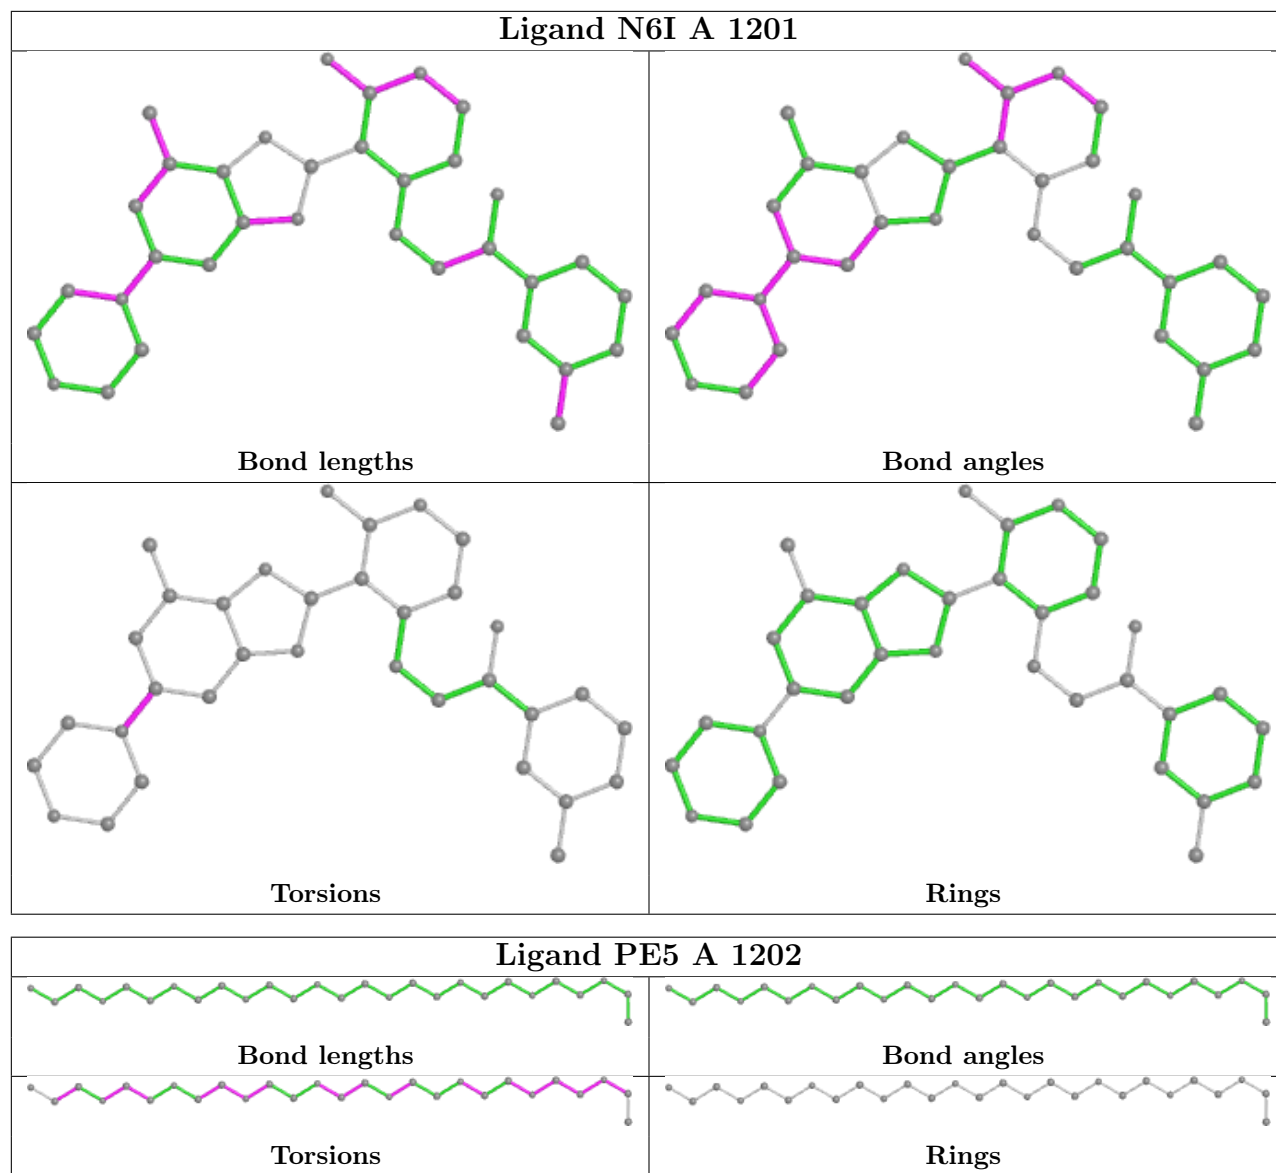 Ligand N6I A 1201
Bond lengths
Bond angles
Torsions
Rings
Ligand PE5 A 1202
Bond lengths
Bond angles
Torsions
Rings